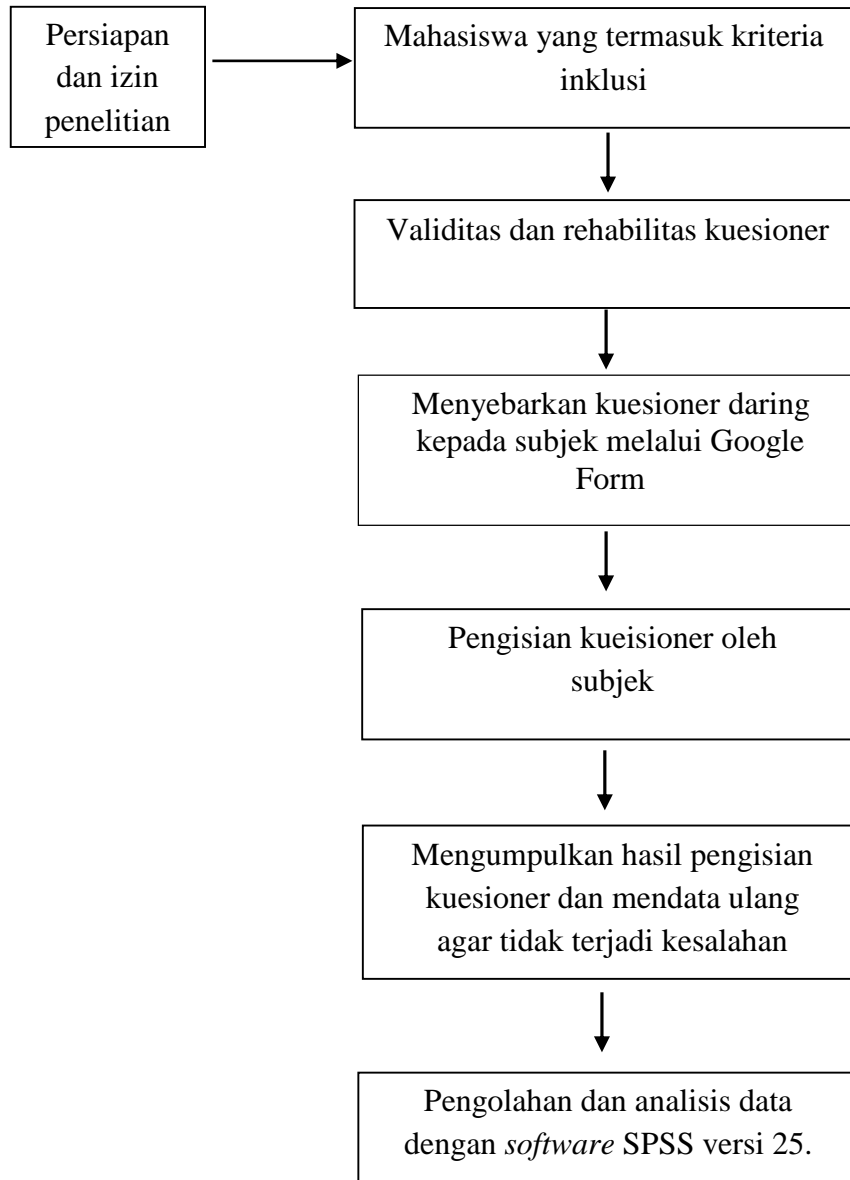 Persiapan
dan izin
penelitian
Mahasiswa yang termasuk kriteria
inklusi
Validitas dan rehabilitas kuesioner
Menyebarkan kuesioner daring
kepada subjek melalui Google
Form
Pengisian kueisioner oleh
subjek
Mengumpulkan hasil pengisian
kuesioner dan mendata ulang
agar tidak terjadi kesalahan
Pengolahan dan analisis data
dengan software SPSS versi 25.